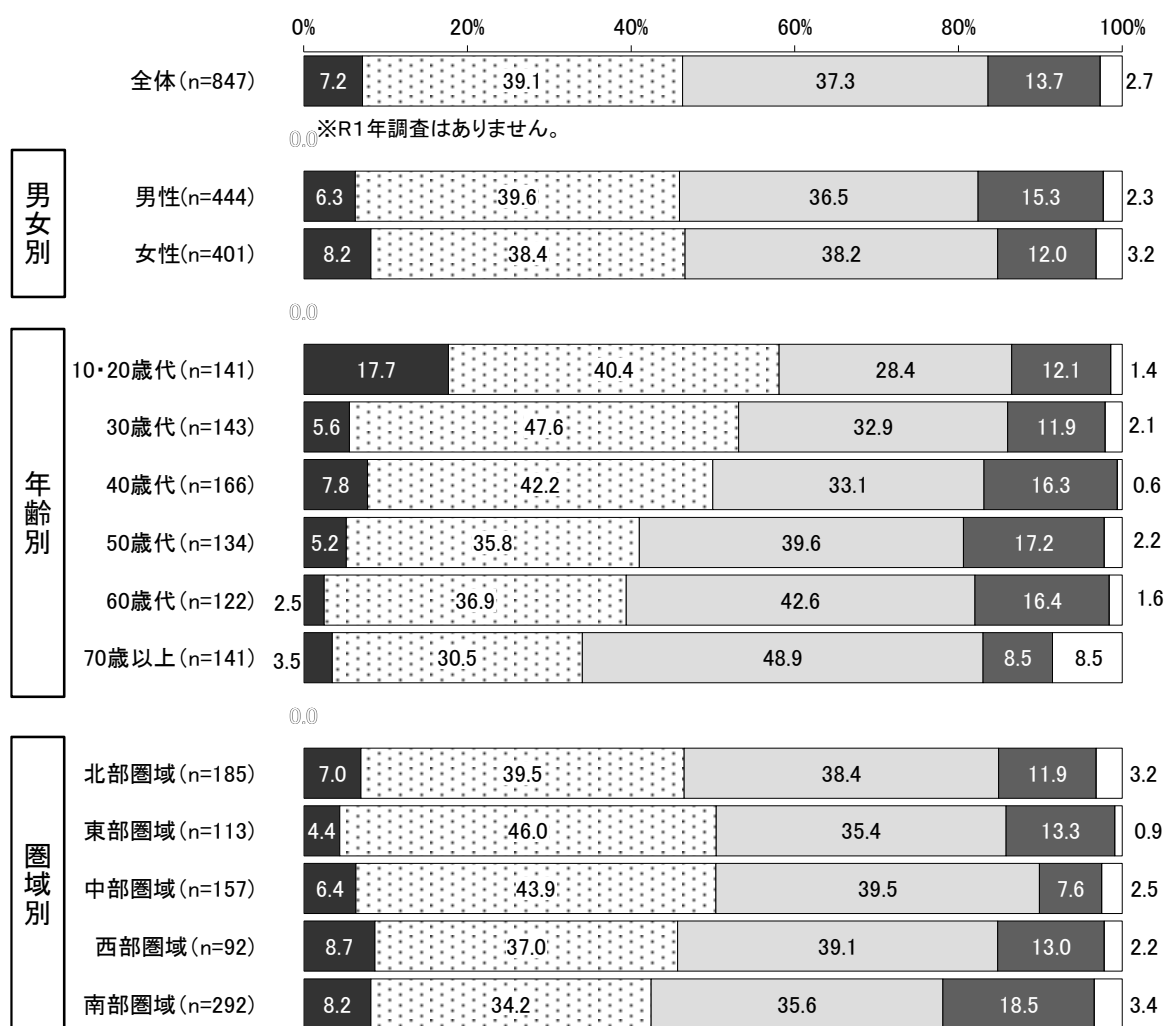 0% 20% 40% 60% 80% 100%
全体（n=847） 7.2 39.1 37.3 13.7 2.7
※R1年調査はありません。
0.0
男女別
男性(n=444) 6.3 39.6 36.5 15.3 2.3
女性(n=401) 8.2 38.4 38.2 12.0 3.2
0.0
年齢別
10・20歳代（n=141） 17.7 40.4 28.4 12.1 1.4
30歳代（n=143） 5.6 47.6 32.9 11.9 2.1
40歳代（n=166） 7.8 42.2 33.1 16.3 0.6
50歳代（n=134） 5.2 35.8 39.6 17.2 2.2
60歳代（n=122） 2.5 36.9 42.6 16.4 1.6
70歳以上（n=141） 3.5 30.5 48.9 8.5 8.5
0.0
圏域別
北部圏域（n=185） 7.0 39.5 38.4 11.9 3.2
東部圏域（n=113） 4.4 46.0 35.4 13.3 0.9
中部圏域（n=157） 6.4 43.9 39.5 7.6 2.5
西部圏域（n=92） 8.7 37.0 39.1 13.0 2.2
南部圏域（n=292） 8.2 34.2 35.6 18.5 3.4